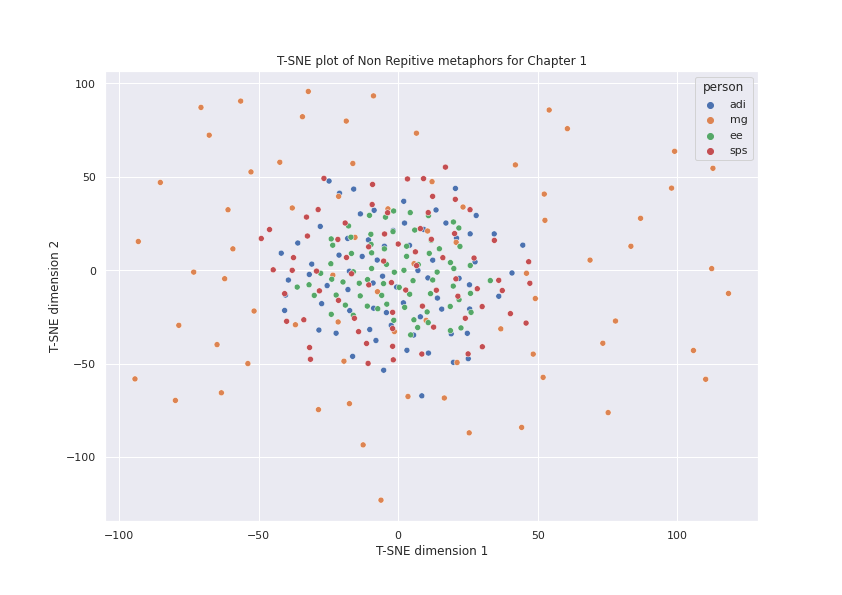 T-SNE plot of Non Repitive metaphors for Chapter 1
person
adi
mg
ee
sps
T-SNE dimension 2
100
50
0
−50
−100
−100
−50
0
50
100
T-SNE dimension 1